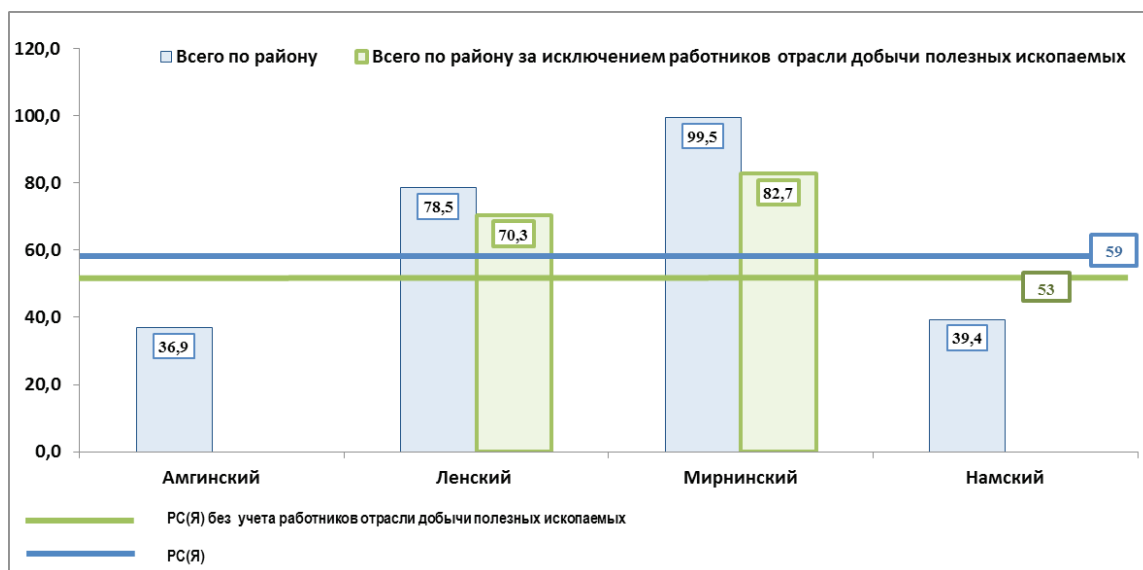 120,0
Всего по району
Всего по району за исключением работников отрасли добычи полезных ископаемых
100,0
80,0
60,0
40,0
20,0
0,0
36,9
78,5
70,3
99,5
82,7
39,4
59
53
Амгинский
Ленский
Мирнинский
Намский
РС(Я) без учета работников отрасли добычи полезных ископаемых
РС(Я)